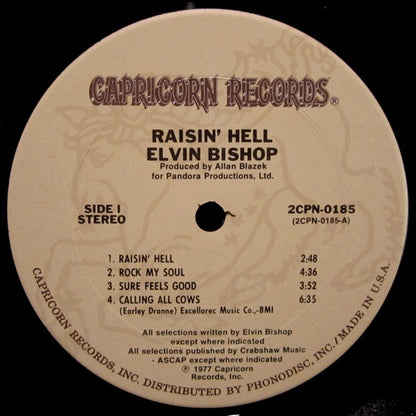 CAPRICORN RECORDS®
RAISIN' HELL
ELVIN BISHOP
Produced by Allan Blazek
for Pandora Productions, Ltd.
SIDE I
STEREO
2CPN-0185
(2CPN-0185-A)
1. RAISIN' HELL 2:48
2. ROCK MY SOUL 4:36
3. SURE FEELS GOOD 3:52
4. CALLING ALL COWS 6:35
(Earley Dranne) Excellorec Music Co.,-BMI
All selections written by Elvin Bishop
except where indicated
All selections published by Crabshaw Music
- ASCAP except where indicated
℗ 1977 Capricorn
Records, Inc.
CAPRICORN RECORDS, INC. DISTRIBUTED BY PHONODISC, INC./MADE IN U.S.A.